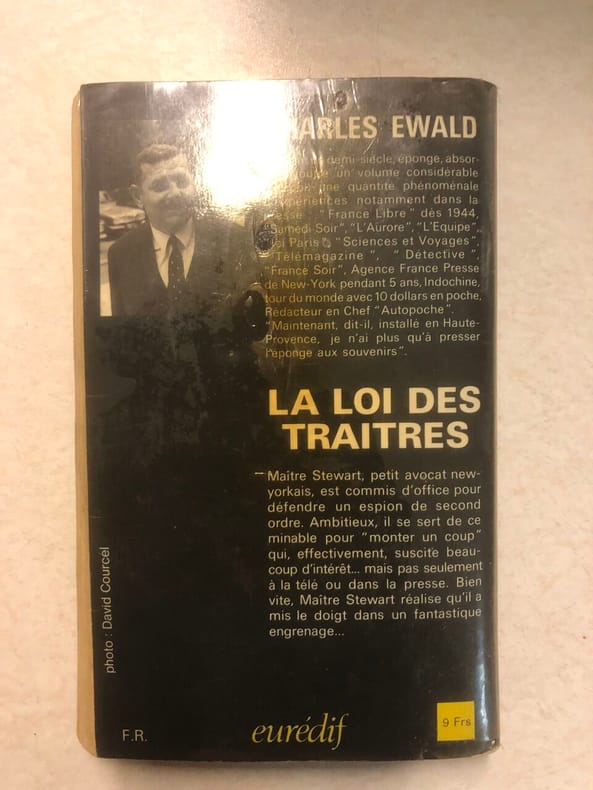 CHARLES EWALD
demi-siècle, éponge, absor-
un volume considérable
une quantité phénoménale
notamment dans la
"France Libre" dès 1944,
"Samedi Soir", "L'Aurore", "L'Equipe",
Paris "Sciences et Voyages",
"Télémagazine", "Détective",
"France Soir", Agence France Presse
de New-York pendant 5 ans, Indochine,
tour du monde avec 10 dollars en poche,
Rédacteur en Chef "Autopoche".
"Maintenant, dit-il, installé en Haute-
Provence, je n'ai plus qu'à presser
l'éponge aux souvenirs".
LA LOI DES
TRAITRES
Maître Stewart, petit avocat new-
yorkais, est commis d'office pour
défendre un espion de second
ordre. Ambitieux, il se sert de ce
minable pour "monter un coup"
qui, effectivement, suscite beau-
coup d'intérêt... mais pas seulement
à la télé ou dans la presse. Bien
vite, Maître Stewart réalise qu'il a
mis le doigt dans un fantastique
engrenage...
photo : David Courcel
F.R.
eurédif
9 Frs